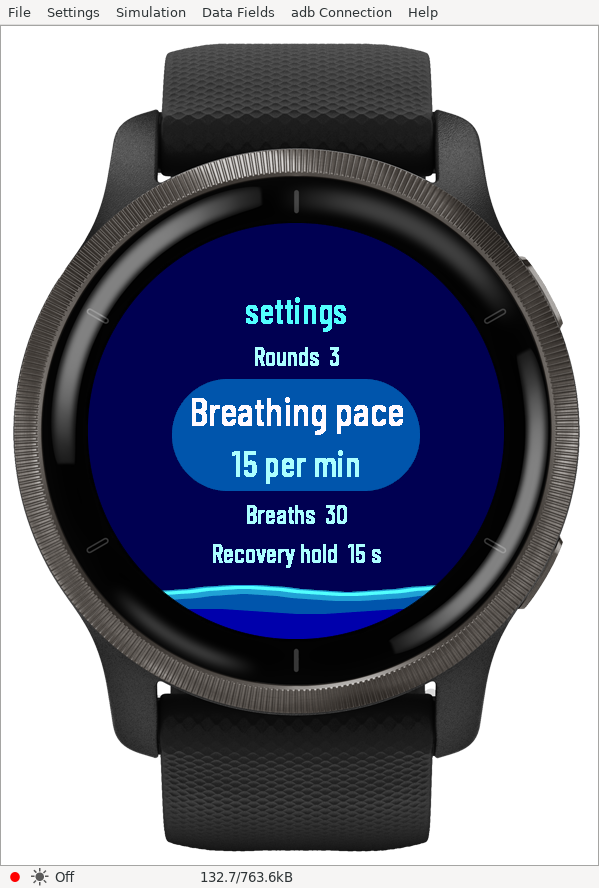 File Settings Simulation Data Fields adb Connection Help
settings
Rounds 3
Breathing pace
15 per min
Breaths 30
Recovery hold 15 s
Off 132.7/763.6kB